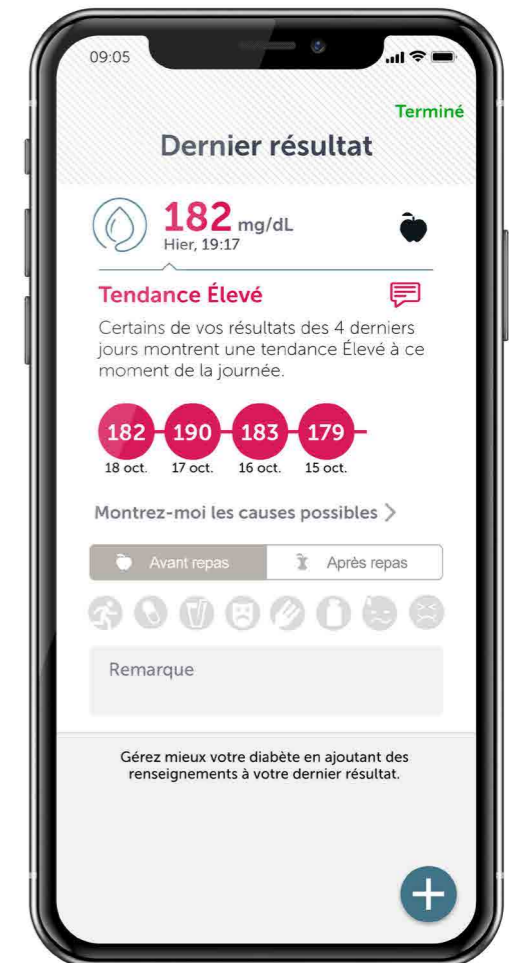 09:05
Terminé
Dernier résultat
182 mg/dL
Hier, 19:17
Tendance Élevé
Certains de vos résultats des 4 derniers
jours montrent une tendance Élevé à ce
moment de la journée.
182 190 183 179
18 oct. 17 oct. 16 oct. 15 oct.
Montrez-moi les causes possibles
Avant repas Après repas
Remarque
Gérez mieux votre diabète en ajoutant des
renseignements à votre dernier résultat.